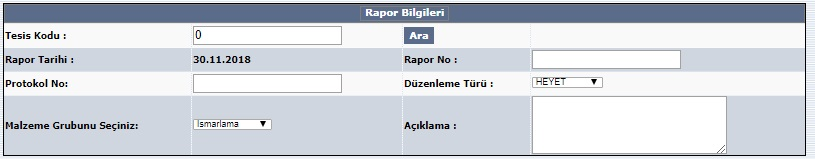 Rapor Bilgileri
Tesis Kodu : 0 Ara :
Rapor Tarihi : 30.11.2018 Rapor No :
Protokol No: Düzenleme Türü : HEYET
Malzeme Grubunu Seçiniz: Ismarlama Açıklama :